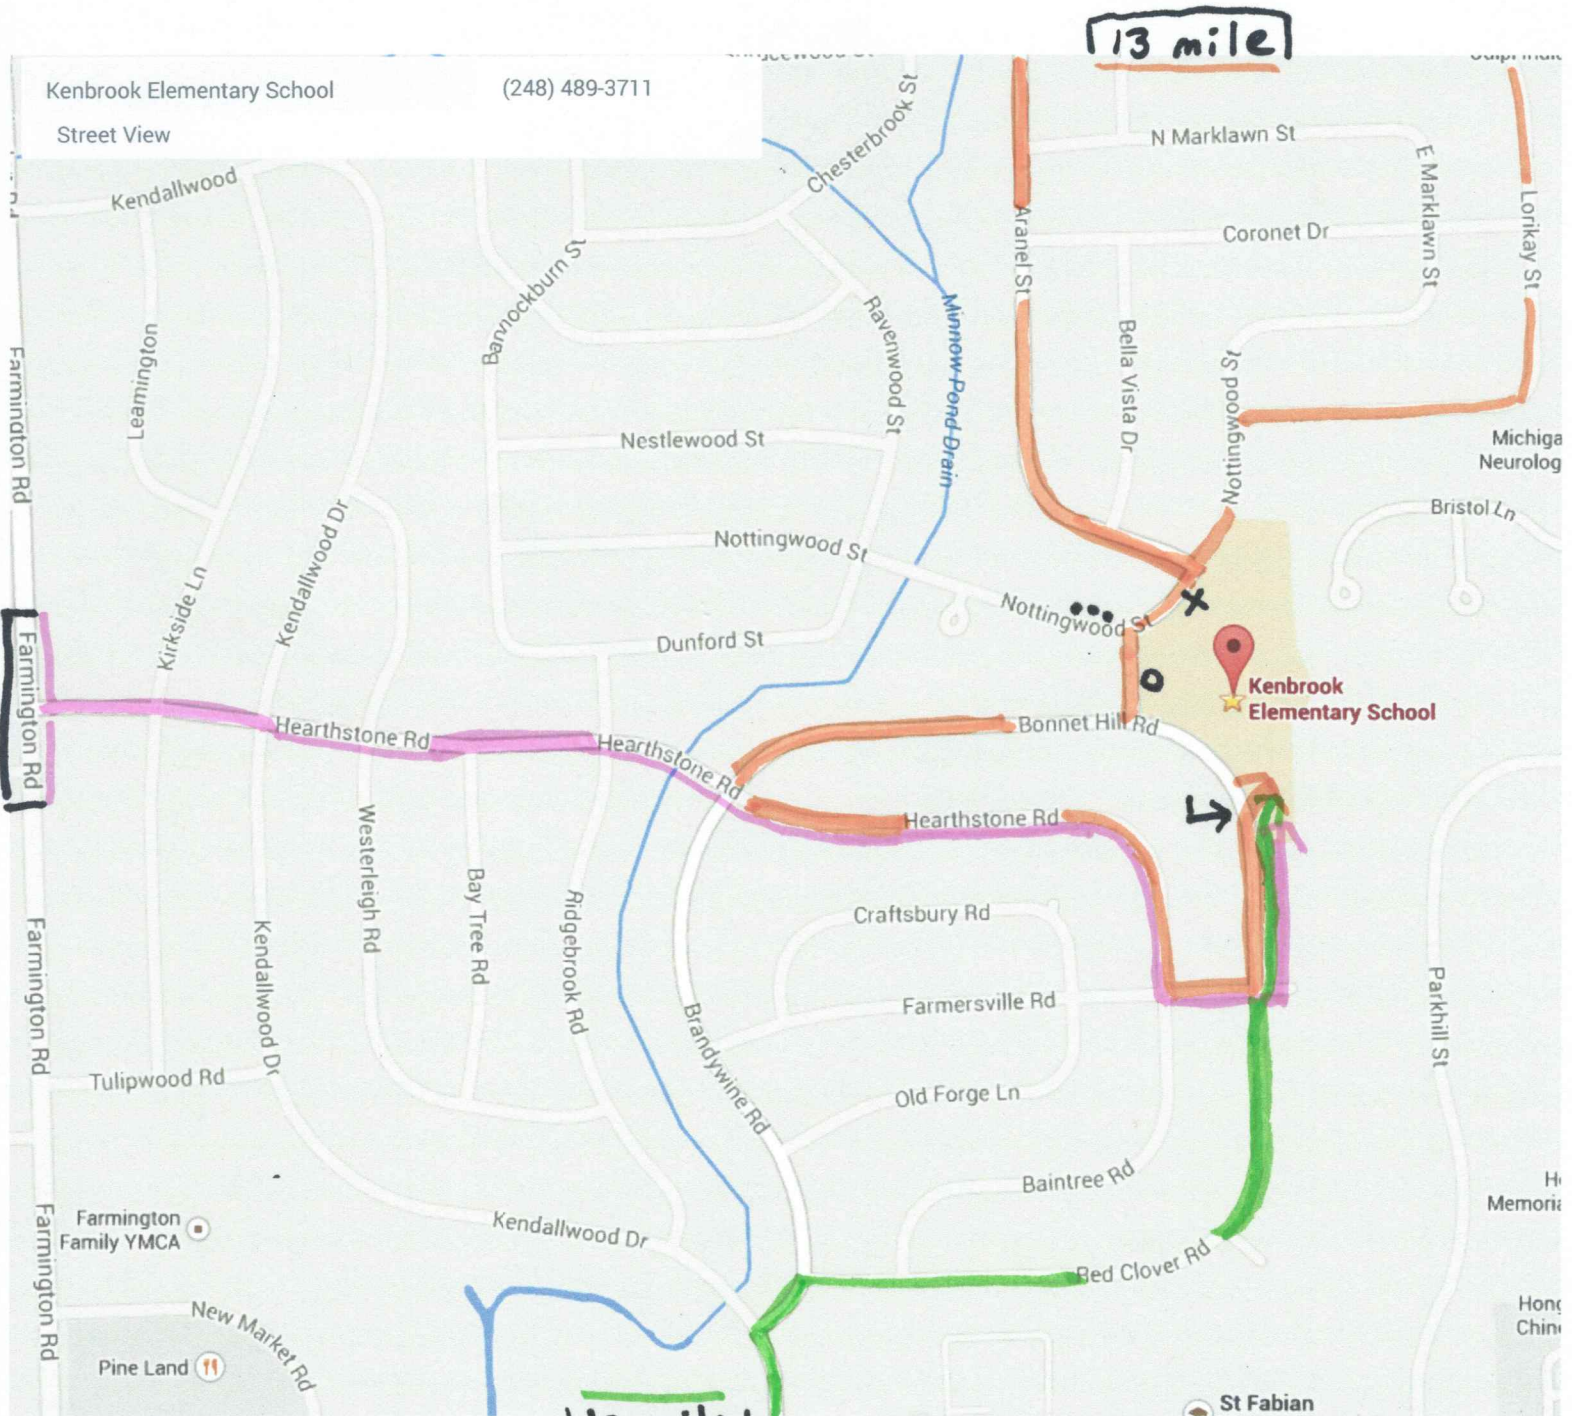 13 mile
Kenbrook Elementary School
(248) 489-3711
Street View
Chesterbrook St
N Marklawn St
E Marklawn St
Lorikay St
Kendallwood
Aranel St
Coronet Dr
Bannockburn St
Leamington
Ravenwood St
Minnow Pond Drain
Bella Vista Dr
Nottingwood St
Farmington Rd
Nestlewood St
Michiga
Neurolog
Bristol Ln
Kendallwood Dr
Nottingwood St
Kirkside Ln
Nottingwood St
X
Dunford St
Farmington Rd
Kenbrook
Elementary School
Hearthstone Rd
Hearthstone Rd
Bonnet Hill Rd
Hearthstone Rd
Westerleigh Rd
Bay Tree Rd
Ridgebrook Rd
Craftsbury Rd
Farmington Rd
Kendallwood Dr
Farmersville Rd
Parkhill St
Brandywine Rd
Tulipwood Rd
Old Forge Ln
Baintree Rd
Farmington
Family YMCA
Farmington Rd
Kendallwood Dr
Memoria
Red Clover Rd
New Market Rd
Hong
Chine
Pine Land
St Fabian